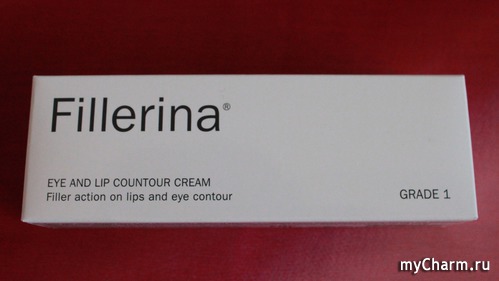 Fillerina®
EYE AND LIP COUNTOUR CREAM
Filler action on lips and eye contour
GRADE 1
myCharm.ru